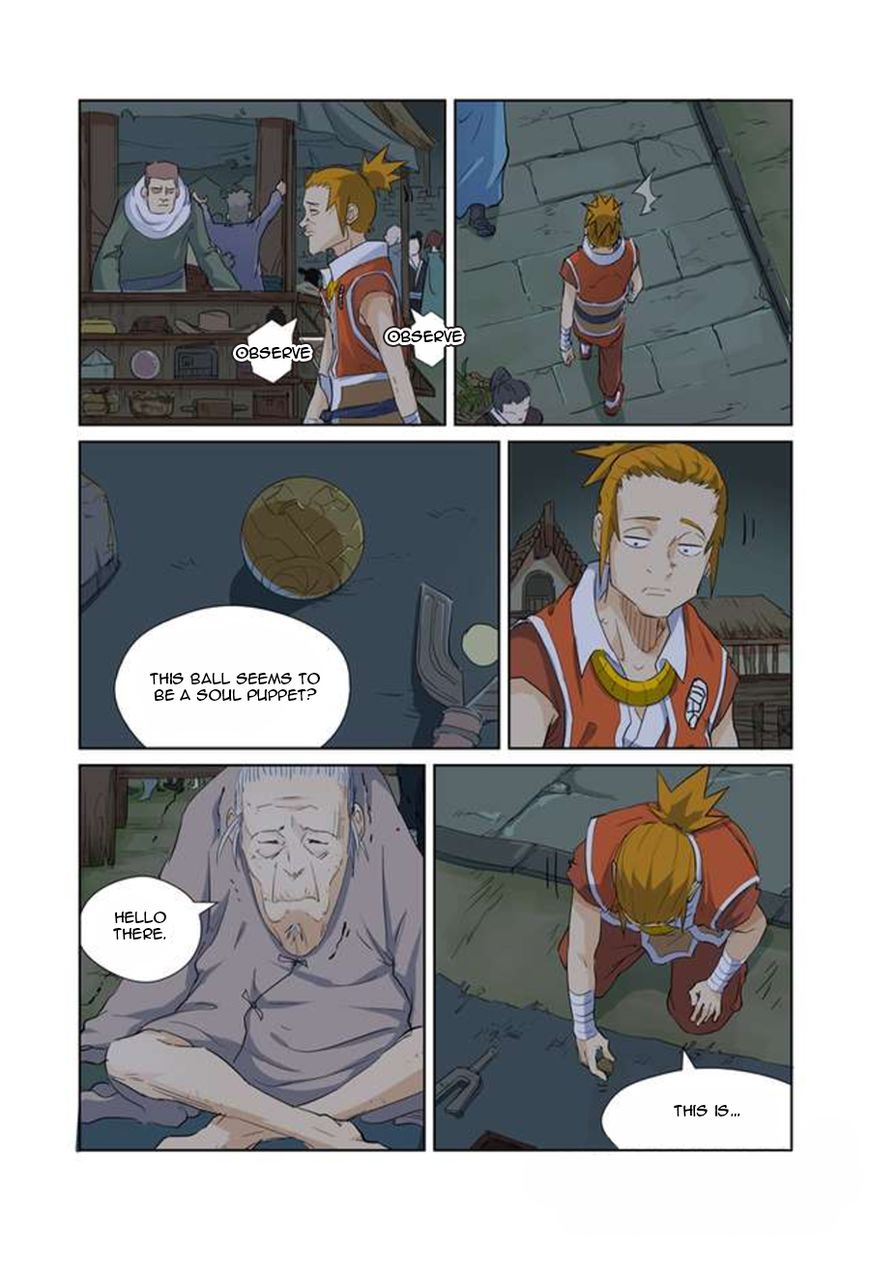 OBSERVE
OBSERVE
THIS BALL SEEMS TO
BE A SOUL PUPPET?
HELLO
THERE.
THIS IS...